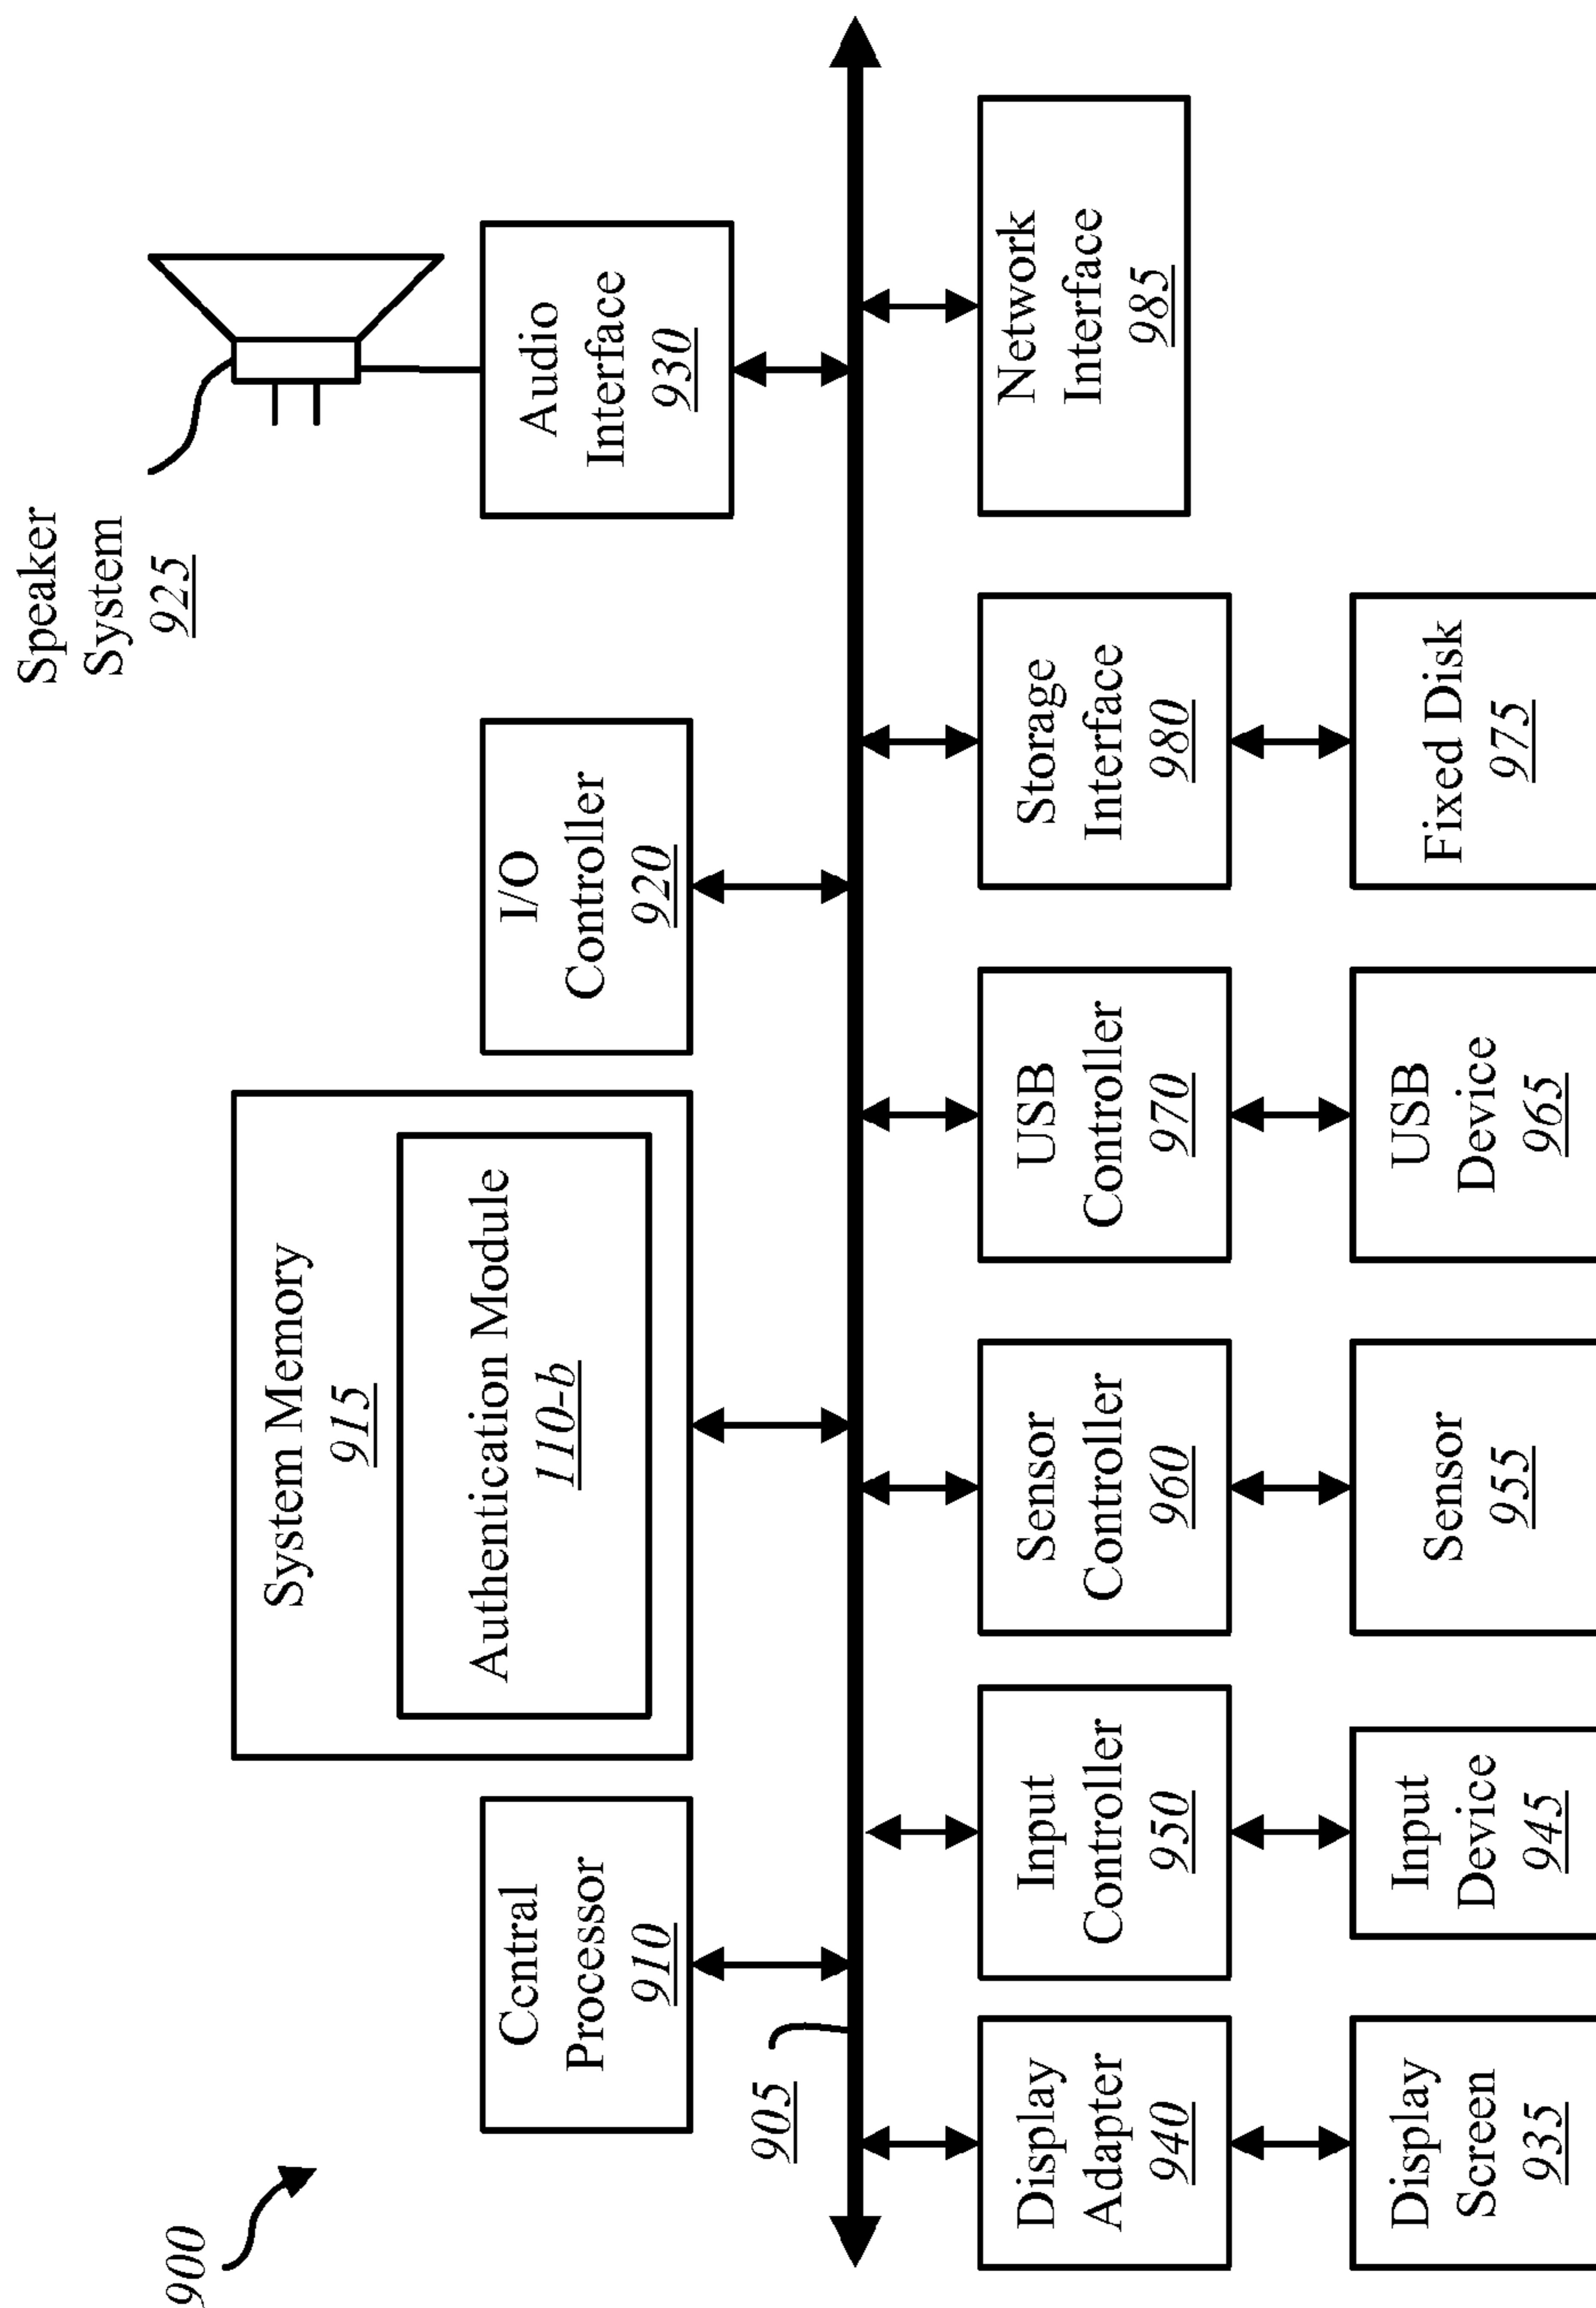 900
Speaker
System
925
System Memory
915
Authentication Module
110-b
Central
Processor
910
I/O
Controller
920
Audio
Interface
930
905
Display
Adapter
940
Input
Controller
950
Sensor
Controller
960
USB
Controller
970
Storage
Interface
980
Network
Interface
985
Display
Screen
935
Input
Device
945
Sensor
955
USB
Device
965
Fixed Disk
975